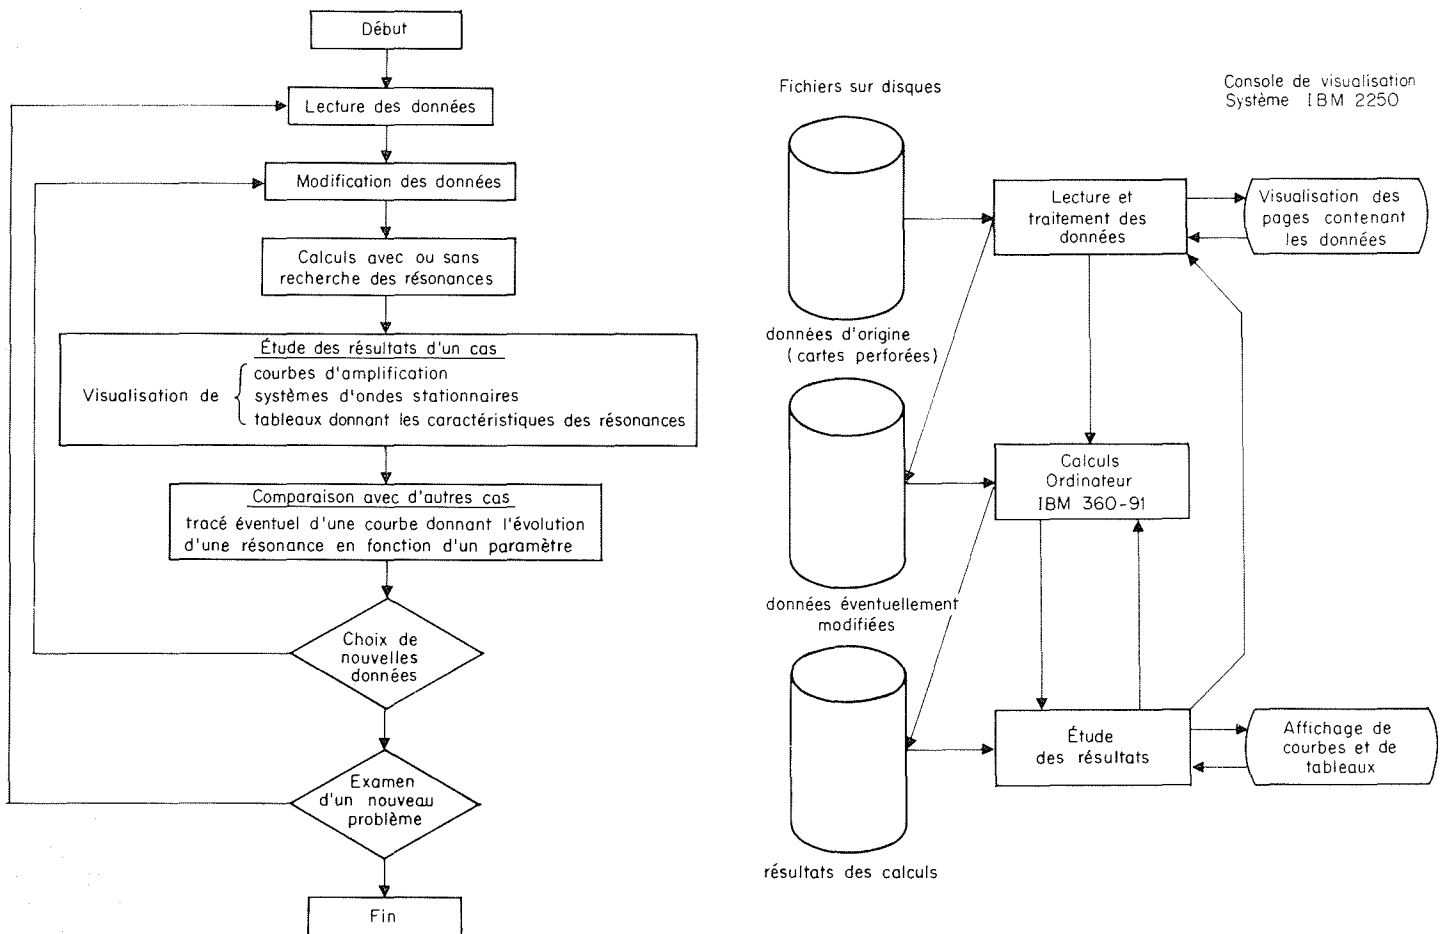 Début
Lecture des données
Modification des données
Calculs avec ou sans
recherche des résonances
Étude des résultats d'un cas
Visualisation de
courbes d'amplification
systèmes d'ondes stationnaires
tableaux donnant les caractéristiques des résonances
Comparaison avec d'autres cas
tracé éventuel d'une courbe donnant l'évolution
d'une résonance en fonction d'un paramètre
Choix de
nouvelles
données
Examen
d'un nouveau
problème
Fin
Fichiers sur disques
Console de visualisation
Système IBM 2250
Lecture et
traitement des
données
Visualisation des
pages contenant
les données
données d'origine
(cartes perforées)
Calculs
Ordinateur
IBM 360-91
données éventuellement
modifiées
Étude
des résultats
Affichage de
courbes et de
tableaux
résultats des calculs